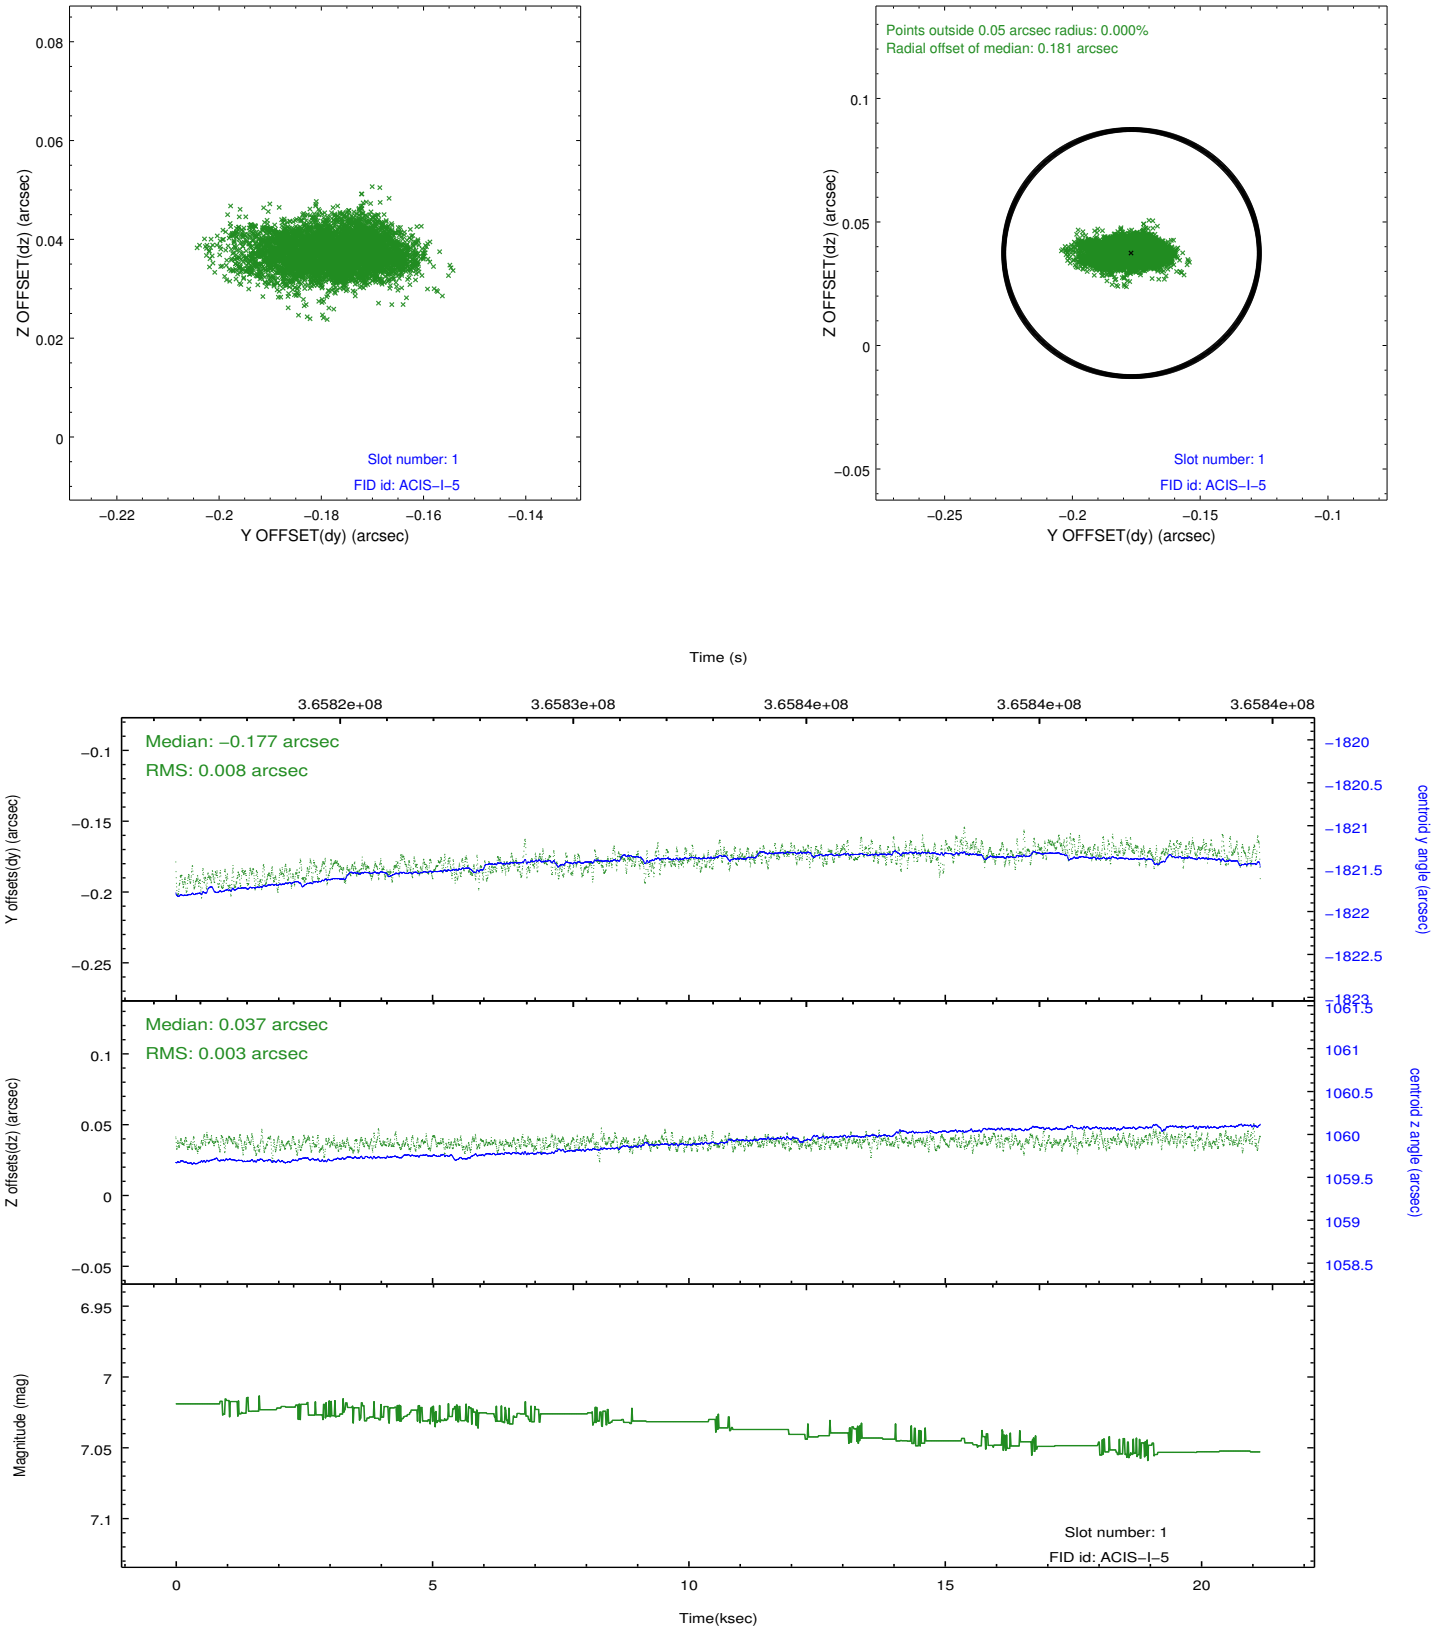 0.08
0.06
0.04
0.02
0
Z OFFSET(dz) (arcsec)
Slot number: 1
FID id: ACIS−I−5
−0.22
−0.2
−0.18
−0.16
−0.14
Y OFFSET(dy) (arcsec)
Points outside 0.05 arcsec radius: 0.000%
Radial offset of median: 0.181 arcsec
0.1
0.05
0
−0.05
Z OFFSET(dz) (arcsec)
Slot number: 1
FID id: ACIS−I−5
−0.25
−0.2
−0.15
−0.1
Y OFFSET(dy) (arcsec)
Time (s)
3.6582e+08
3.6583e+08
3.6584e+08
3.6584e+08
3.6584e+08
Median: −0.177 arcsec
RMS: 0.008 arcsec
−0.1
−0.15
−0.2
−0.25
Y offsets(dy) (arcsec)
−1820
−1820.5
−1821
−1821.5
−1822
−1822.5
−1823
centroid y angle (arcsec)
Median: 0.037 arcsec
RMS: 0.003 arcsec
0.1
0.05
0
−0.05
Z offsets(dz) (arcsec)
1061.5
1061
1060.5
1060
1059.5
1059
1058.5
centroid z angle (arcsec)
6.95
7
7.05
7.1
Magnitude (mag)
Slot number: 1
FID id: ACIS−I−5
0
5
10
15
20
Time(ksec)